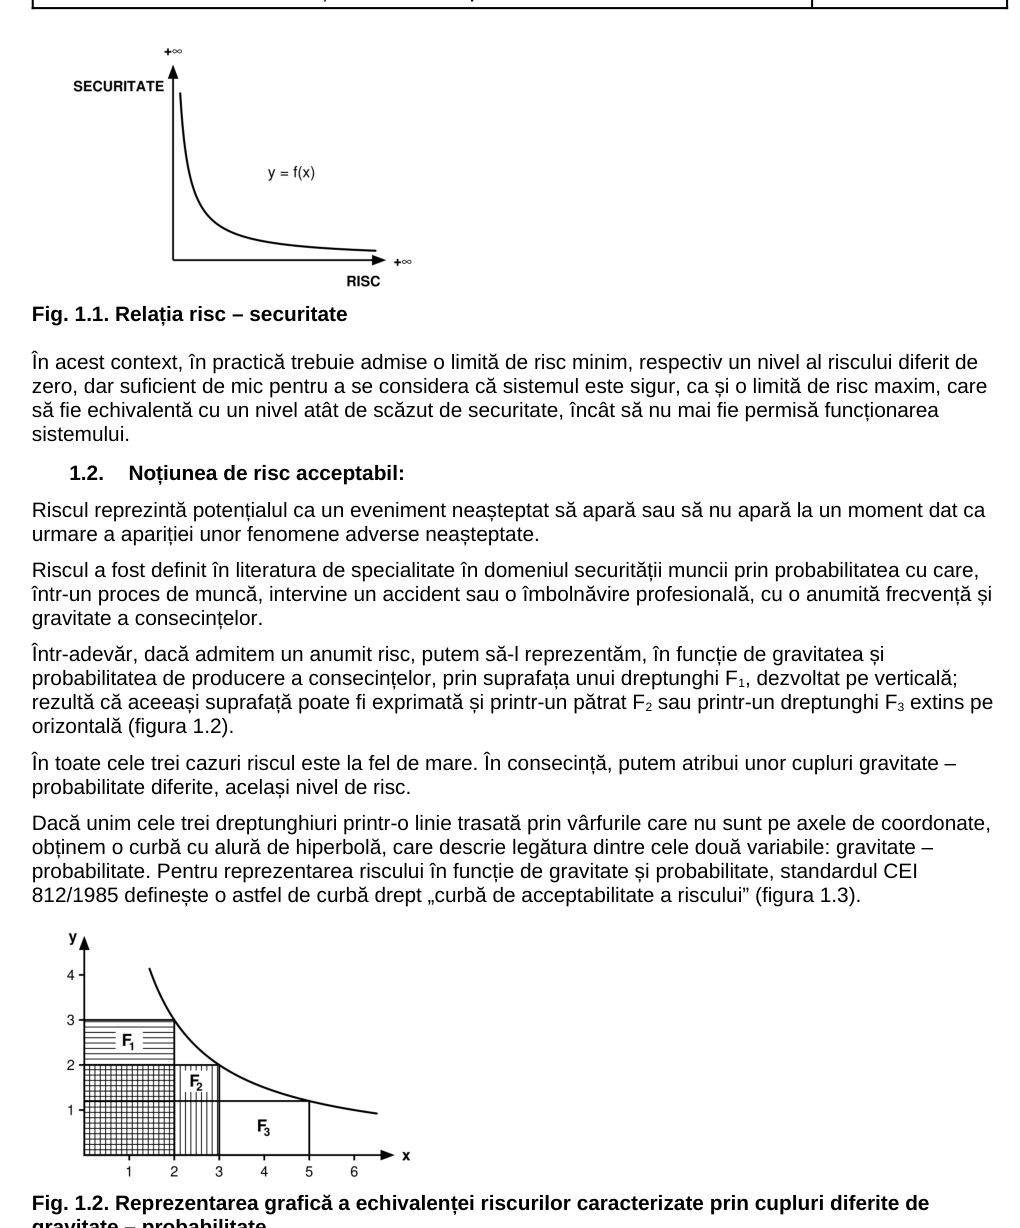 +∞
SECURITATE
y = f(x)
+∞
RISC
Fig. 1.1. Relația risc – securitate
În acest context, în practică trebuie admise o limită de risc minim, respectiv un nivel al riscului diferit de
zero, dar suficient de mic pentru a se considera că sistemul este sigur, ca și o limită de risc maxim, care
să fie echivalentă cu un nivel atât de scăzut de securitate, încât să nu mai fie permisă funcționarea
sistemului.
1.2. Noțiunea de risc acceptabil:
Riscul reprezintă potențialul ca un eveniment neașteptat să apară sau să nu apară la un moment dat ca
urmare a apariției unor fenomene adverse neașteptate.
Riscul a fost definit în literatura de specialitate în domeniul securității muncii prin probabilitatea cu care,
într-un proces de muncă, intervine un accident sau o îmbolnăvire profesională, cu o anumită frecvență și
gravitate a consecințelor.
Într-adevăr, dacă admitem un anumit risc, putem să-l reprezentăm, în funcție de gravitatea și
probabilitatea de producere a consecințelor, prin suprafața unui dreptunghi F₁, dezvoltat pe verticală;
rezultă că aceeași suprafață poate fi exprimată și printr-un pătrat F₂ sau printr-un dreptunghi F₃ extins pe
orizontală (figura 1.2).
În toate cele trei cazuri riscul este la fel de mare. În consecință, putem atribui unor cupluri gravitate –
probabilitate diferite, același nivel de risc.
Dacă unim cele trei dreptunghiuri printr-o linie trasată prin vârfurile care nu sunt pe axele de coordonate,
obținem o curbă cu alură de hiperbolă, care descrie legătura dintre cele două variabile: gravitate –
probabilitate. Pentru reprezentarea riscului în funcție de gravitate și probabilitate, standardul CEI
812/1985 definește o astfel de curbă drept „curbă de acceptabilitate a riscului” (figura 1.3).
y
4
3
F₁
2
F₂
1
F₃
x
1 2 3 4 5 6
Fig. 1.2. Reprezentarea grafică a echivalenței riscurilor caracterizate prin cupluri diferite de
gravitate – probabilitate